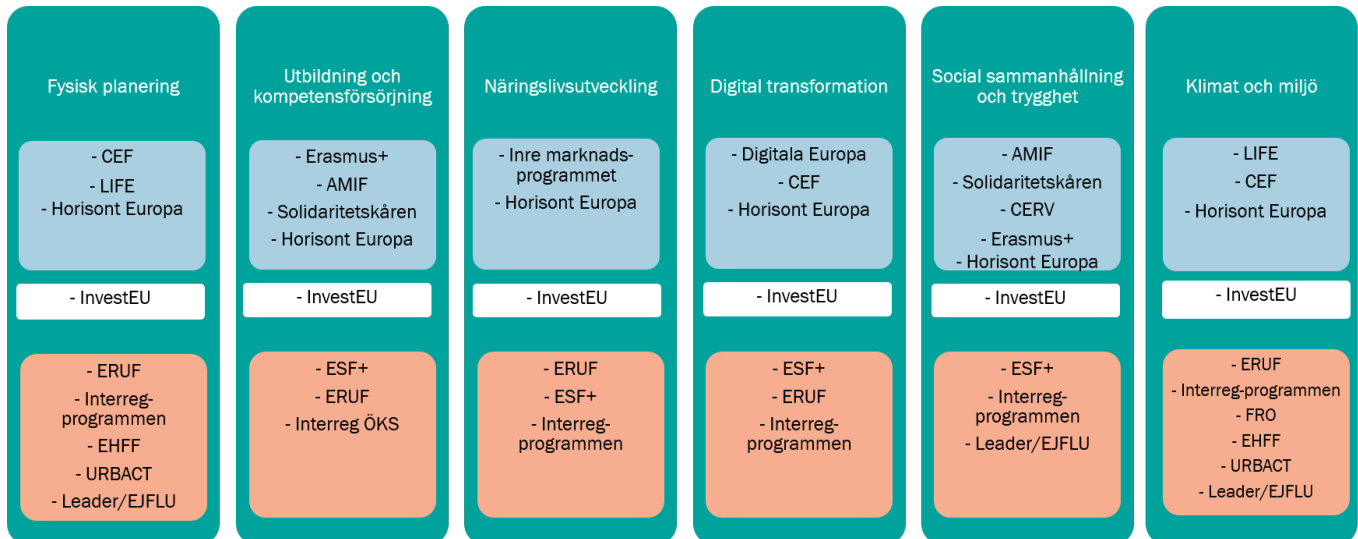 Fysisk planering
- CEF
- LIFE
- Horisont Europa
- InvestEU
- ERUF
- Interreg-
programmen
- EHFF
- URBACT
- Leader/EJFLU
Utbildning och
kompetensförsörjning
- Erasmus+
- AMIF
- Solidaritetskåren
- Horisont Europa
- InvestEU
- ESF+
- ERUF
- Interreg ÖKS
Näringslivsutveckling
- Inre marknads-
programmet
- Horisont Europa
- InvestEU
- ERUF
- ESF+
- Interreg-
programmen
Digital transformation
- Digitala Europa
- CEF
- Horisont Europa
- InvestEU
- ESF+
- ERUF
- Interreg-
programmen
Social sammanhållning
och trygghet
- AMIF
- Solidaritetskåren
- CERV
- Erasmus+
- Horisont Europa
- InvestEU
- ESF+
- Interreg-
programmen
- Leader/EJFLU
Klimat och miljö
- LIFE
- CEF
- Horisont Europa
- InvestEU
- ERUF
- Interreg-programmen
- FRO
- EHFF
- URBACT
- Leader/EJFLU